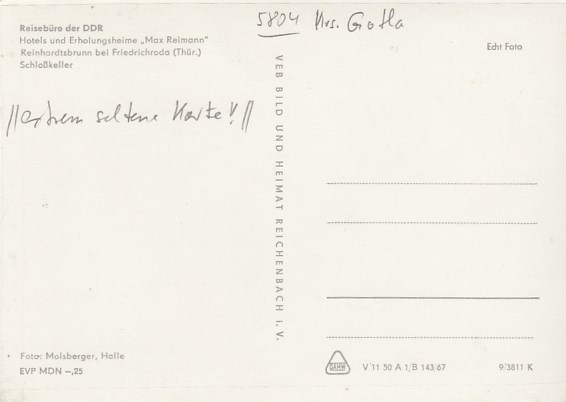 5804 Krs. Gotha
Reisebüro der DDR
Hotels und Erholungsheime „Max Reimann"
Reinhardtsbrunn bei Friedrichroda (Thür.)
Schloßkeller
Echt Foto
//extrem seltene Karte!//
VEB BILD UND HEIMAT REICHENBACH I. V.
Foto: Molsberger, Halle
EVP MDN –,25
DAMW
V 11 50 A 1/B 143/67
9/3811 K